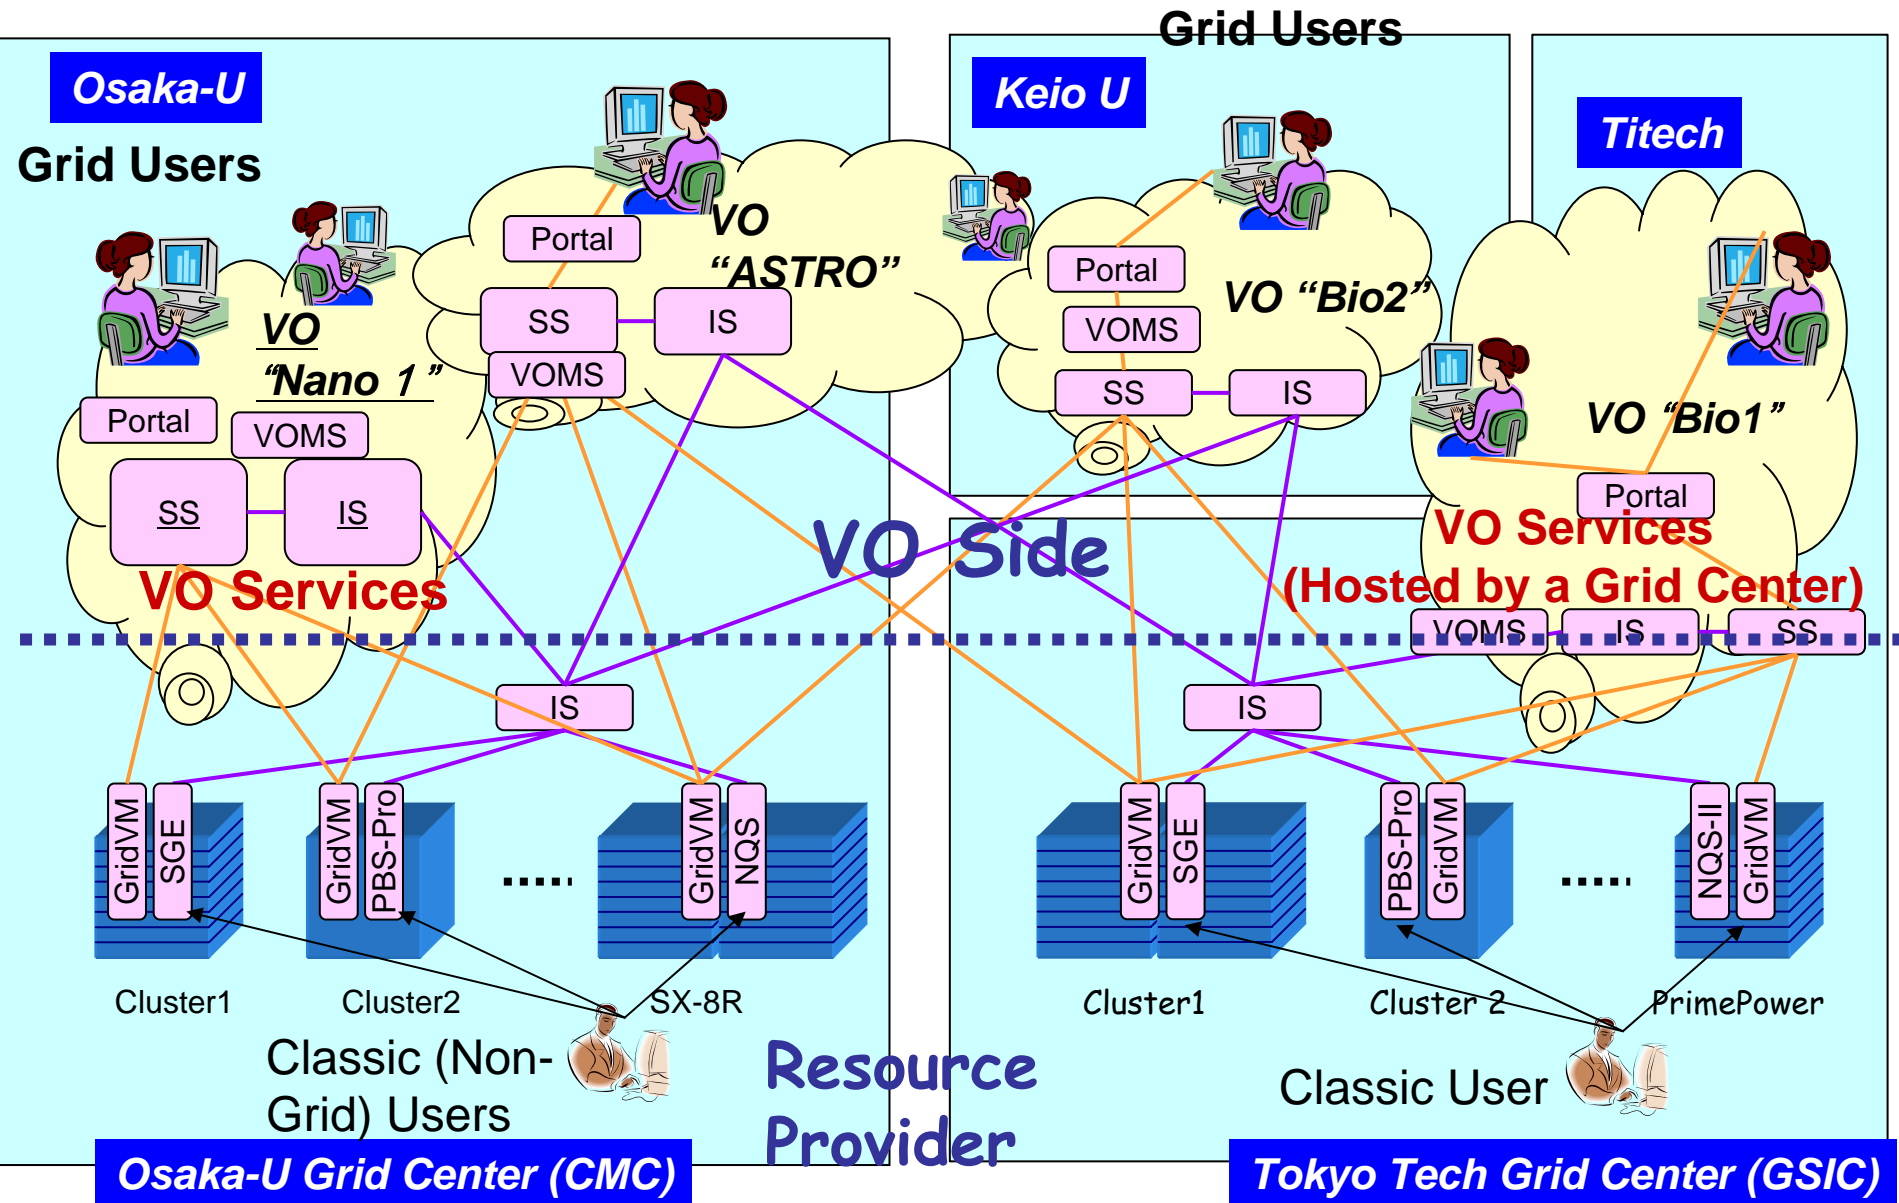 Grid Users
Osaka-U
Keio U
Titech
Grid Users
Portal
VO
“ASTRO”
SS
IS
VOMS
Portal
VOMS
VO “Bio2”
SS
IS
VO
“Nano 1”
Portal
VOMS
SS
IS
VO Services
VO “Bio1”
Portal
VO Services
(Hosted by a Grid Center)
VOMS
IS
SS
VO Side
IS
IS
GridVM
SGE
GridVM
PBS-Pro
.....
GridVM
NQS
GridVM
SGE
PBS-Pro
GridVM
.....
NQS-II
GridVM
Cluster1
Cluster2
SX-8R
Cluster1
Cluster 2
PrimePower
Classic (Non-
Grid) Users
Resource
Provider
Classic User
Osaka-U Grid Center (CMC)
Tokyo Tech Grid Center (GSIC)